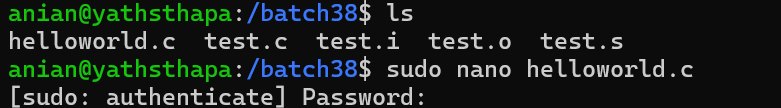 anian@yathsthapa:/batch38$ ls
helloworld.c  test.c  test.i  test.o  test.s
anian@yathsthapa:/batch38$ sudo nano helloworld.c
[sudo: authenticate] Password: